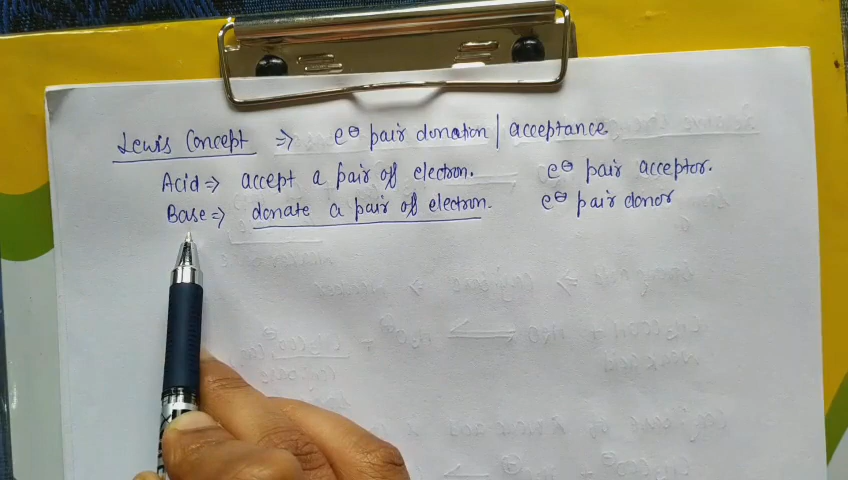 Lewis Concept ⇒ e⊖ pair donation | acceptance
Acid ⇒ accept a pair of electron. e⊖ pair acceptor.
Base ⇒ donate a pair of electron. e⊖ pair donor